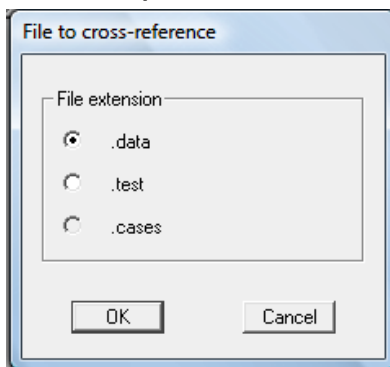 File to cross-reference
File extension
.data
.test
.cases
OK Cancel